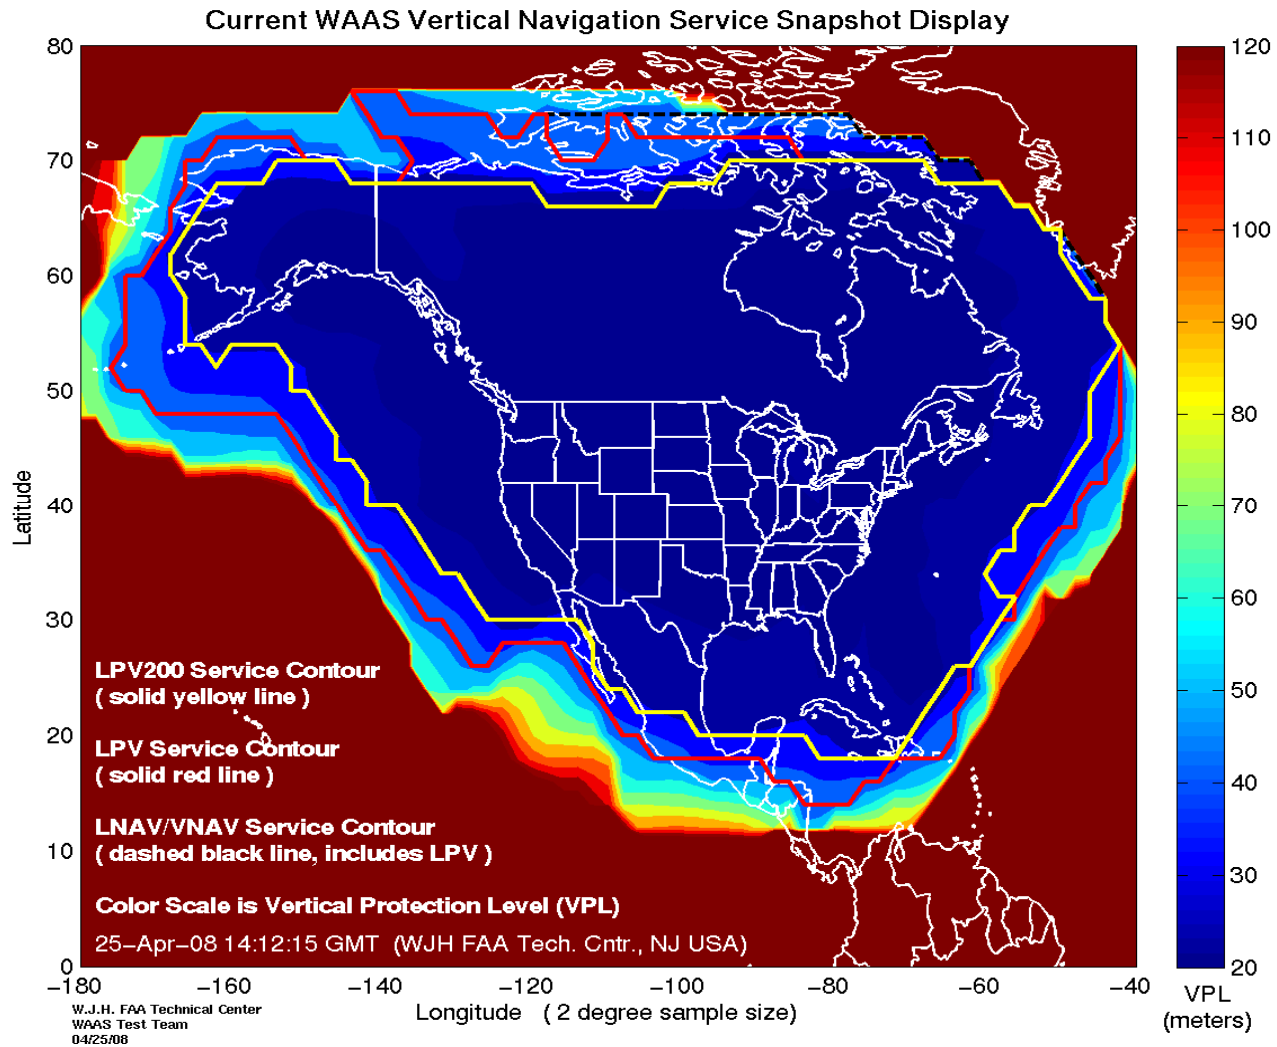 Current WAAS Vertical Navigation Service Snapshot Display
80
70
60
50
40
30
20
10
0
Latitude
LPV200 Service Contour
( solid yellow line )
LPV Service Contour
( solid red line )
LNAV/VNAV Service Contour
( dashed black line, includes LPV )
Color Scale is Vertical Protection Level (VPL)
25-Apr-08 14:12:15 GMT (WJH FAA Tech. Cntr., NJ USA)
-180 -160 -140 -120 -100 -80 -60 -40
Longitude ( 2 degree sample size)
W.J.H. FAA Technical Center
WAAS Test Team
04/25/08
120
110
100
90
80
70
60
50
40
30
20
VPL
(meters)